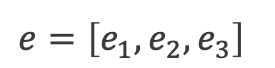 e = [e₁, e₂, e₃]